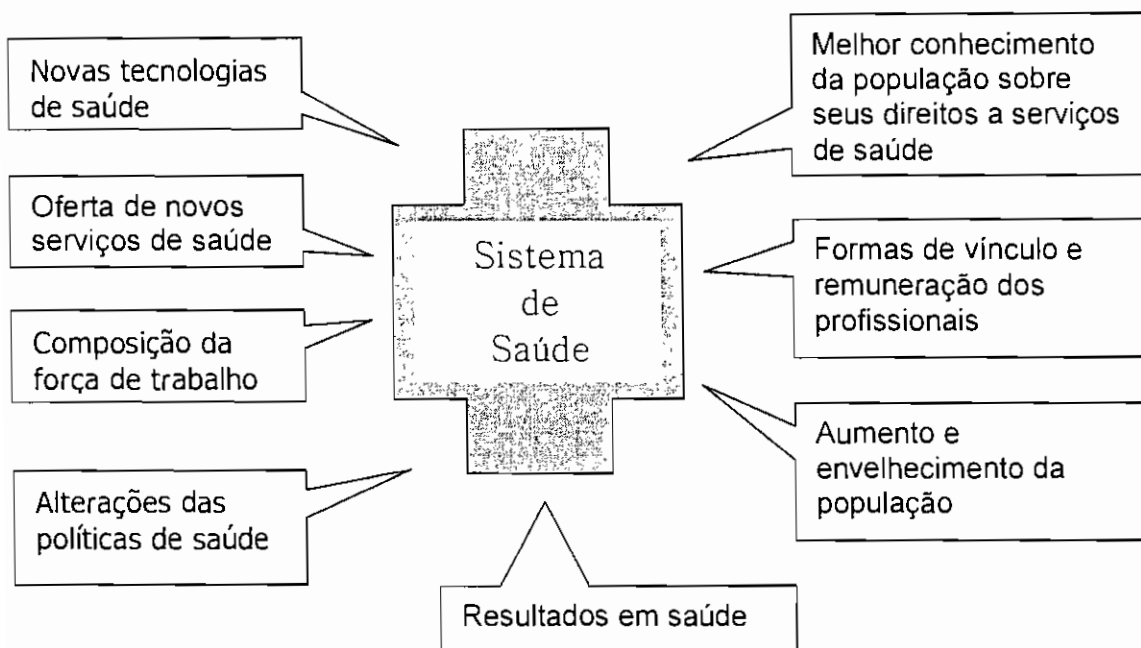 Novas tecnologias
de saúde
Oferta de novos
serviços de saúde
Composição da
força de trabalho
Alterações das
políticas de saúde
Sistema
de
Saúde
Melhor conhecimento
da população sobre
seus direitos a serviços
de saúde
Formas de vínculo e
remuneração dos
profissionais
Aumento e
envelhecimento da
população
Resultados em saúde